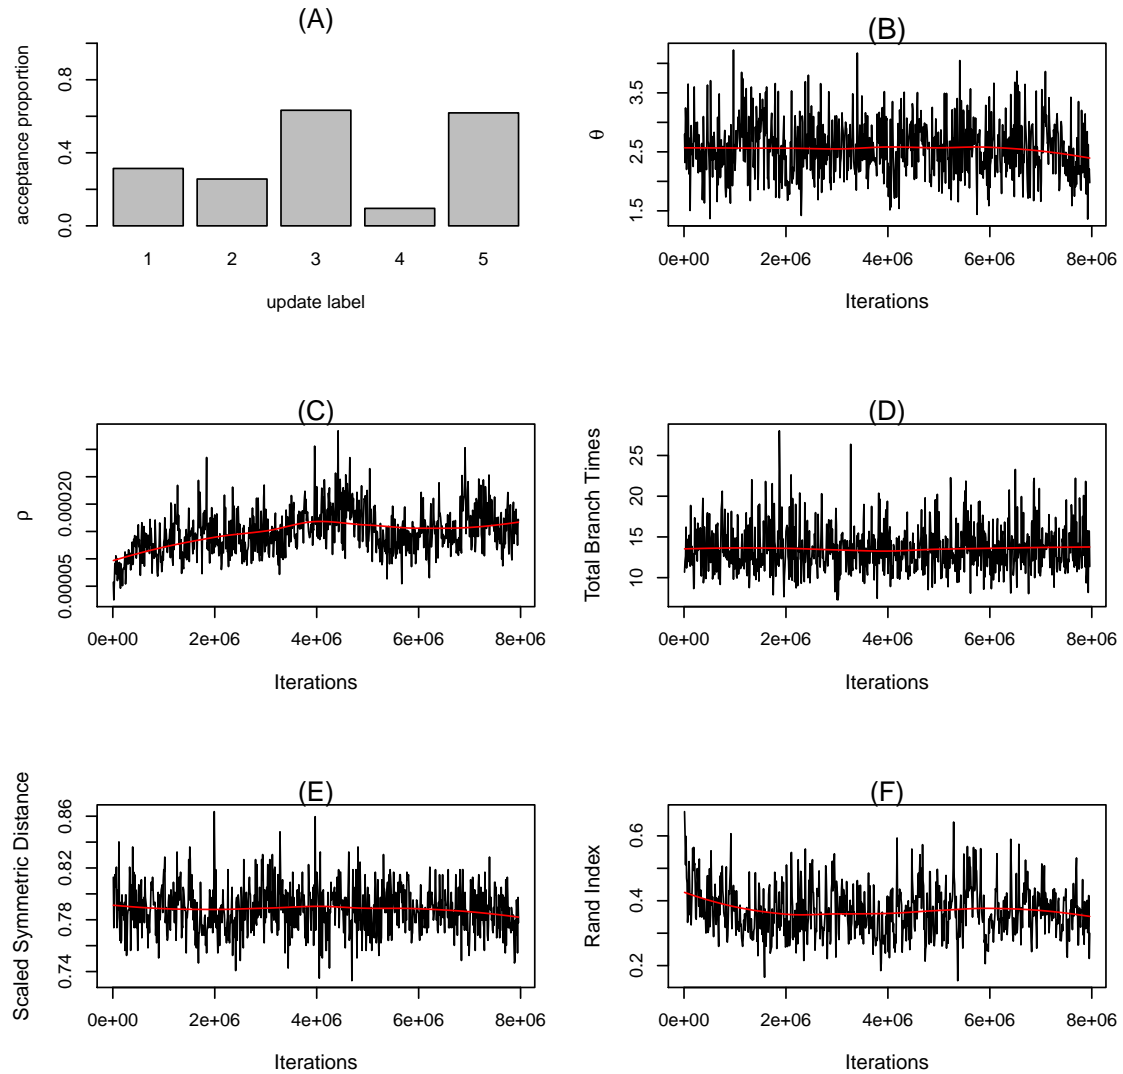 (A)
acceptance proportion
0.0 0.4 0.8
1 2 3 4 5
update label
(B)
θ
1.5 2.5 3.5
0e+00 2e+06 4e+06 6e+06 8e+06
Iterations
(C)
ρ
0.00005 0.00020
0e+00 2e+06 4e+06 6e+06 8e+06
Iterations
(D)
Total Branch Times
10 15 20 25
0e+00 2e+06 4e+06 6e+06 8e+06
Iterations
(E)
Scaled Symmetric Distance
0.74 0.78 0.82 0.86
0e+00 2e+06 4e+06 6e+06 8e+06
Iterations
(F)
Rand Index
0.2 0.4 0.6
0e+00 2e+06 4e+06 6e+06 8e+06
Iterations